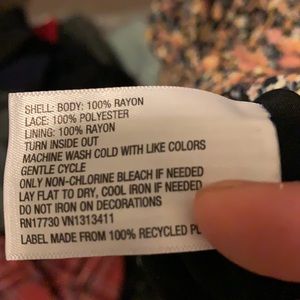 SHELL: BODY: 100% RAYON
LACE: 100% POLYESTER
LINING: 100% RAYON
TURN INSIDE OUT
MACHINE WASH COLD WITH LIKE COLORS
GENTLE CYCLE
ONLY NON-CHLORINE BLEACH IF NEEDED
LAY FLAT TO DRY, COOL IRON IF NEEDED
DO NOT IRON ON DECORATIONS
RN17730 VN1313411
LABEL MADE FROM 100% RECYCLED